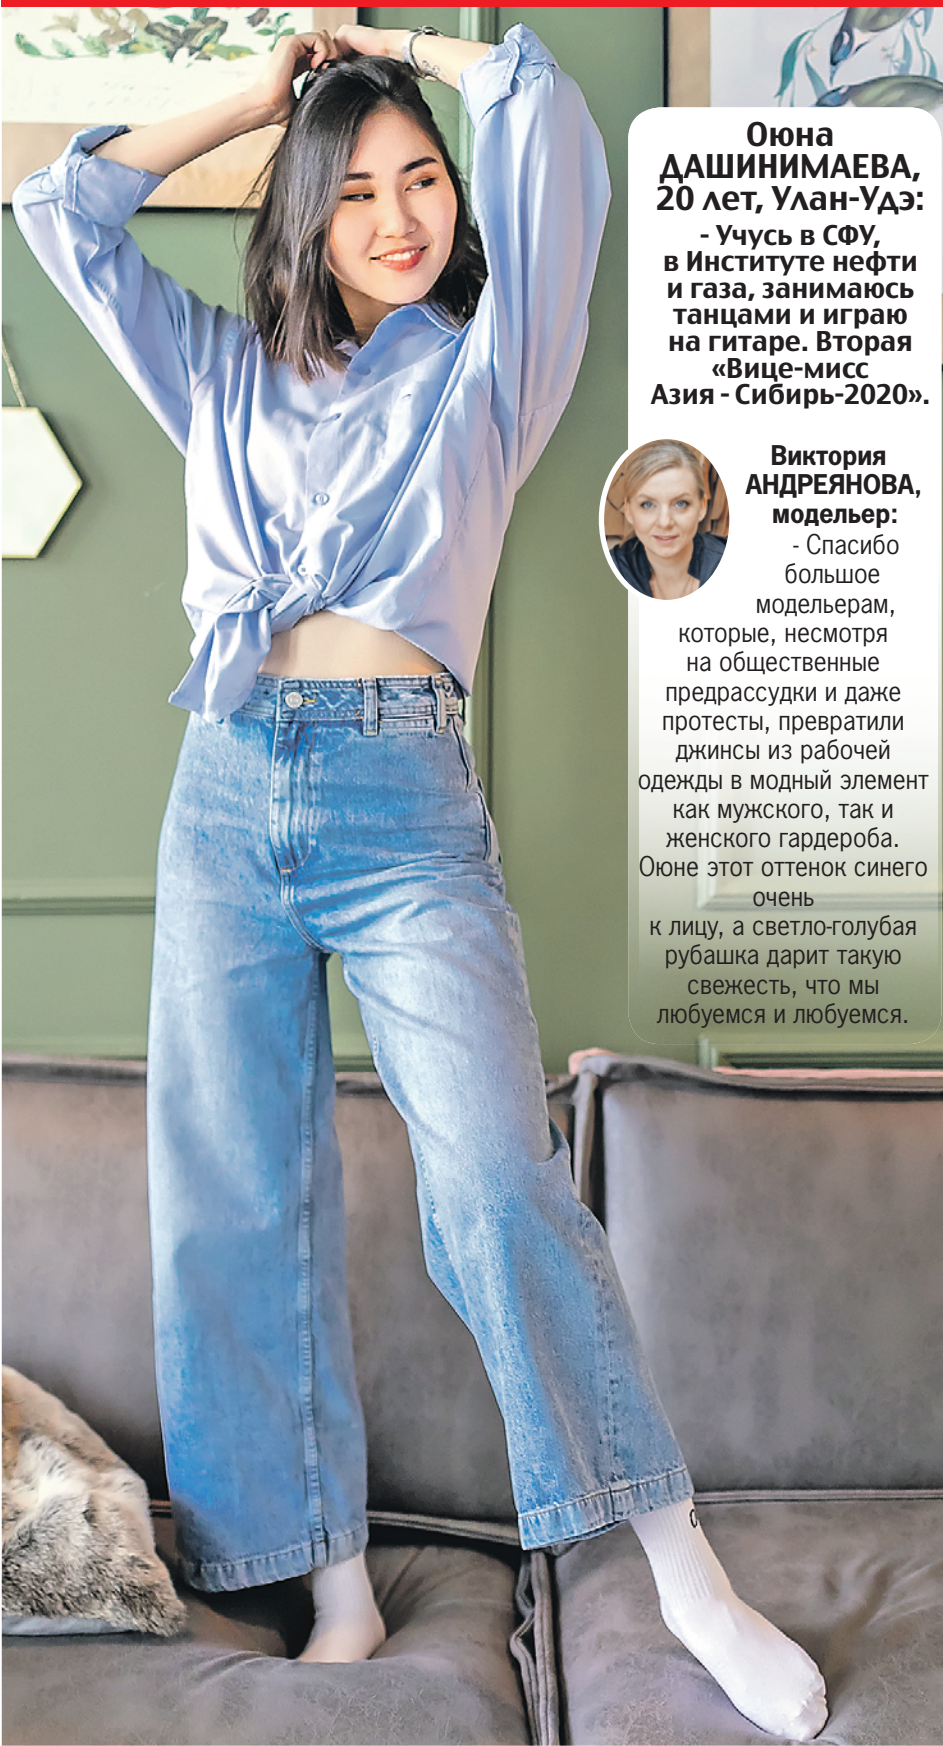 Оюна
ДАШИНИМАЕВА,
20 лет, Улан-Удэ:
- Учусь в СФУ,
в Институте нефти
и газа, занимаюсь
танцами и играю
на гитаре. Вторая
«Вице-мисс
Азия - Сибирь-2020».
Виктория
АНДРЕЯНОВА,
модельер:
- Спасибо
большое
модельерам,
которые, несмотря
на общественные
предрассудки и даже
протесты, превратили
джинсы из рабочей
одежды в модный элемент
как мужского, так и
женского гардероба.
Оюне этот оттенок синего
очень
к лицу, а светло-голубая
рубашка дарит такую
свежесть, что мы
любуемся и любуемся.